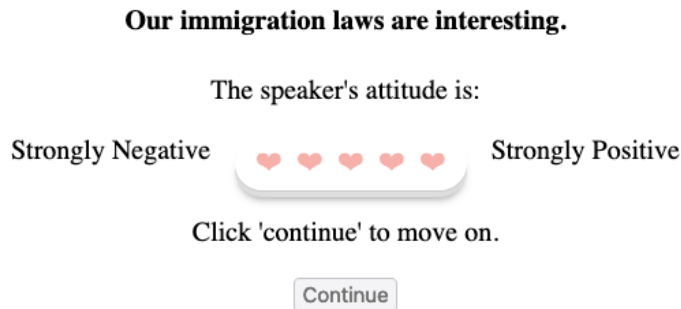 Our immigration laws are interesting.
The speaker's attitude is:
Strongly Negative
Strongly Positive
Click 'continue' to move on.
Continue